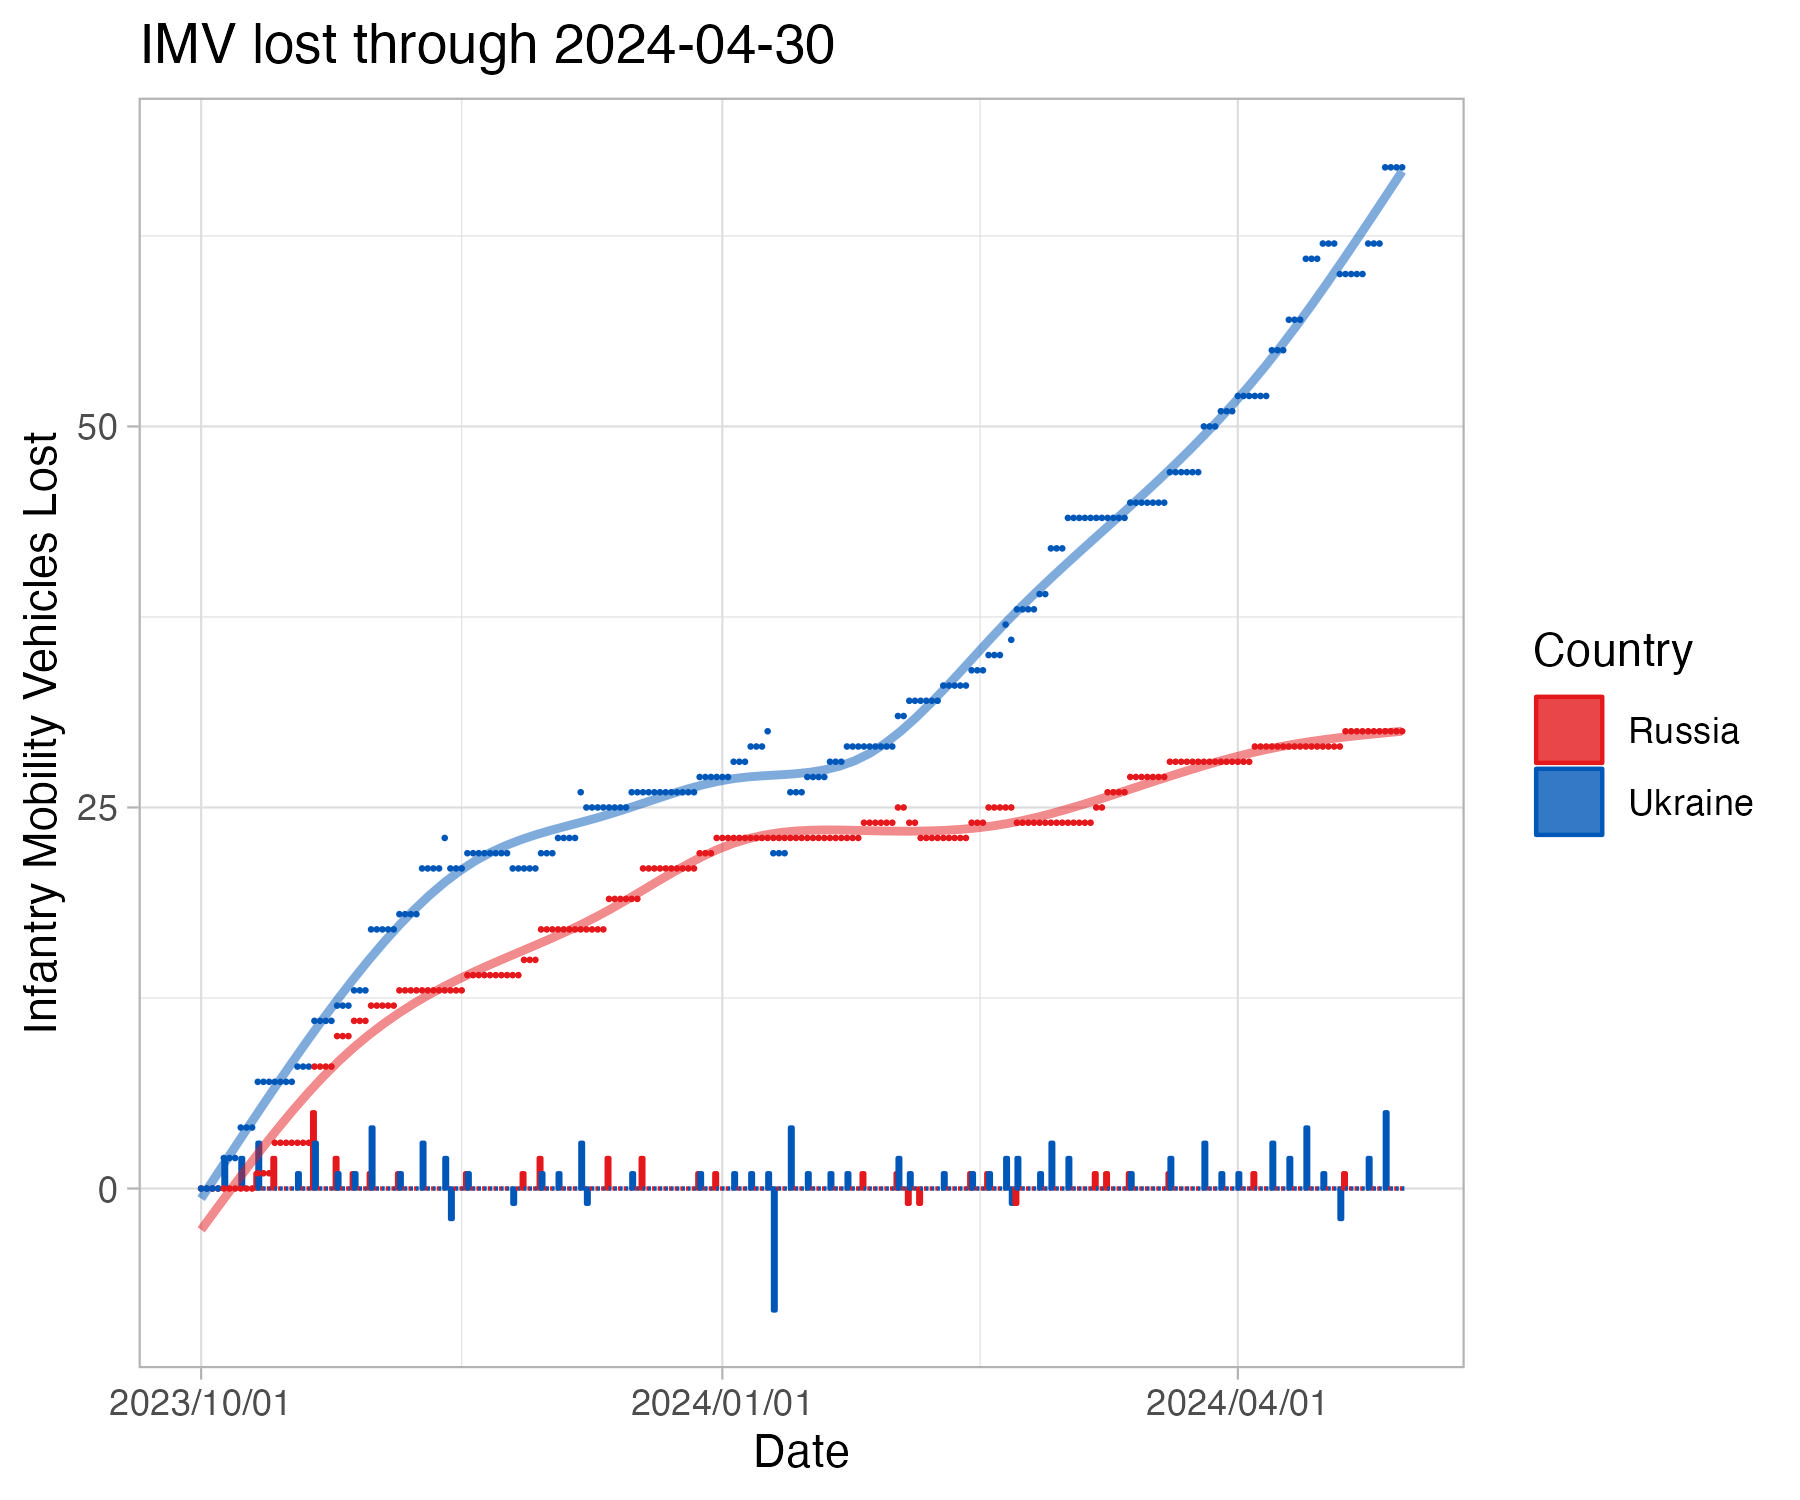 IMV lost through 2024-04-30
Infantry Mobility Vehicles Lost
50
25
0
2023/10/01
2024/01/01
2024/04/01
Date
Country
Russia
Ukraine